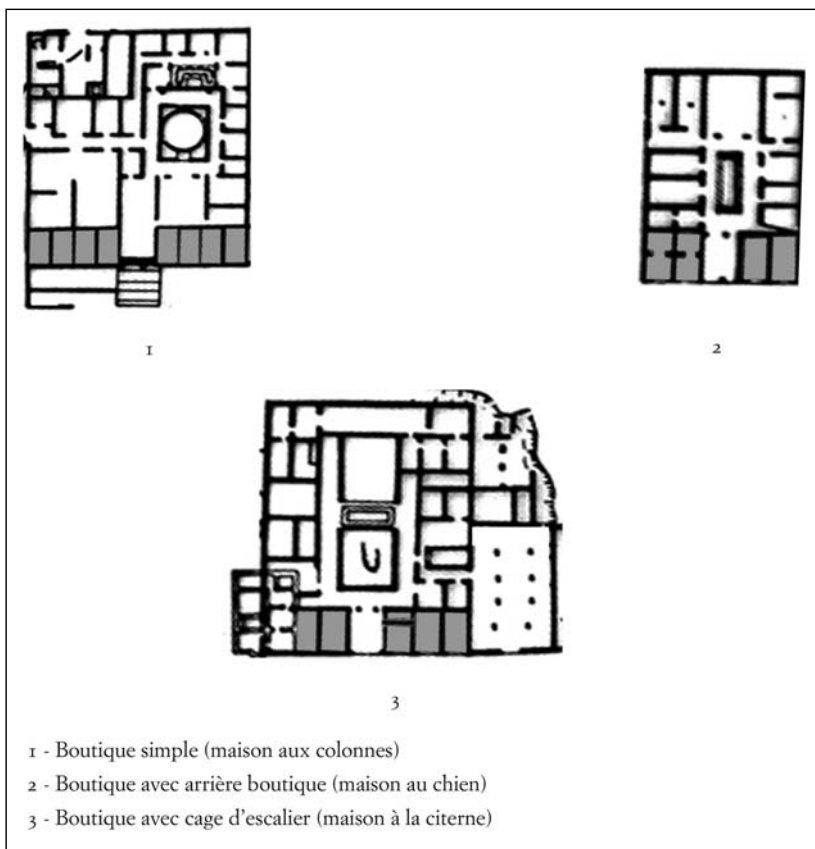 1
2
3
1 - Boutique simple (maison aux colonnes)
2 - Boutique avec arrière boutique (maison au chien)
3 - Boutique avec cage d'escalier (maison à la citerne)